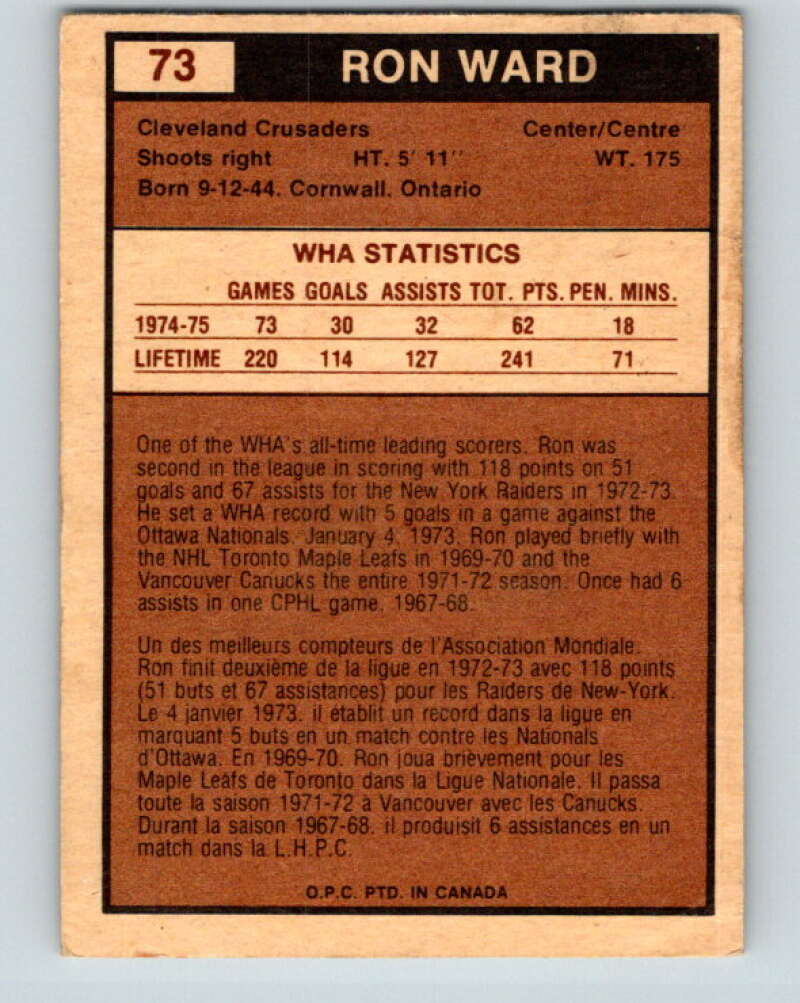 73 RON WARD
Cleveland Crusaders Center/Centre
Shoots right HT. 5' 11" WT. 175
Born 9-12-44. Cornwall. Ontario
WHA STATISTICS
GAMES GOALS ASSISTS TOT. PTS. PEN. MINS.
1974-75 73 30 32 62 18
LIFETIME 220 114 127 241 71
One of the WHA's all-time leading scorers. Ron was
second in the league in scoring with 118 points on 51
goals and 67 assists for the New York Raiders in 1972-73.
He set a WHA record with 5 goals in a game against the
Ottawa Nationals. January 4, 1973. Ron played briefly with
the NHL Toronto Maple Leafs in 1969-70 and the
Vancouver Canucks the entire 1971-72 season. Once had 6
assists in one CPHL game, 1967-68.
Un des meilleurs compteurs de l'Association Mondiale.
Ron finit deuxième de la ligue en 1972-73 avec 118 points
(51 buts et 67 assistances) pour les Raiders de New-York.
Le 4 janvier 1973. il établit un record dans la ligue en
marquant 5 buts en un match contre les Nationals
d'Ottawa. En 1969-70. Ron joua brièvement pour les
Maple Leafs de Toronto dans la Ligue Nationale. Il passa
toute la saison 1971-72 à Vancouver avec les Canucks.
Durant la saison 1967-68. il produisit 6 assistances en un
match dans la L.H.P.C.
O.P.C. PTD. IN CANADA